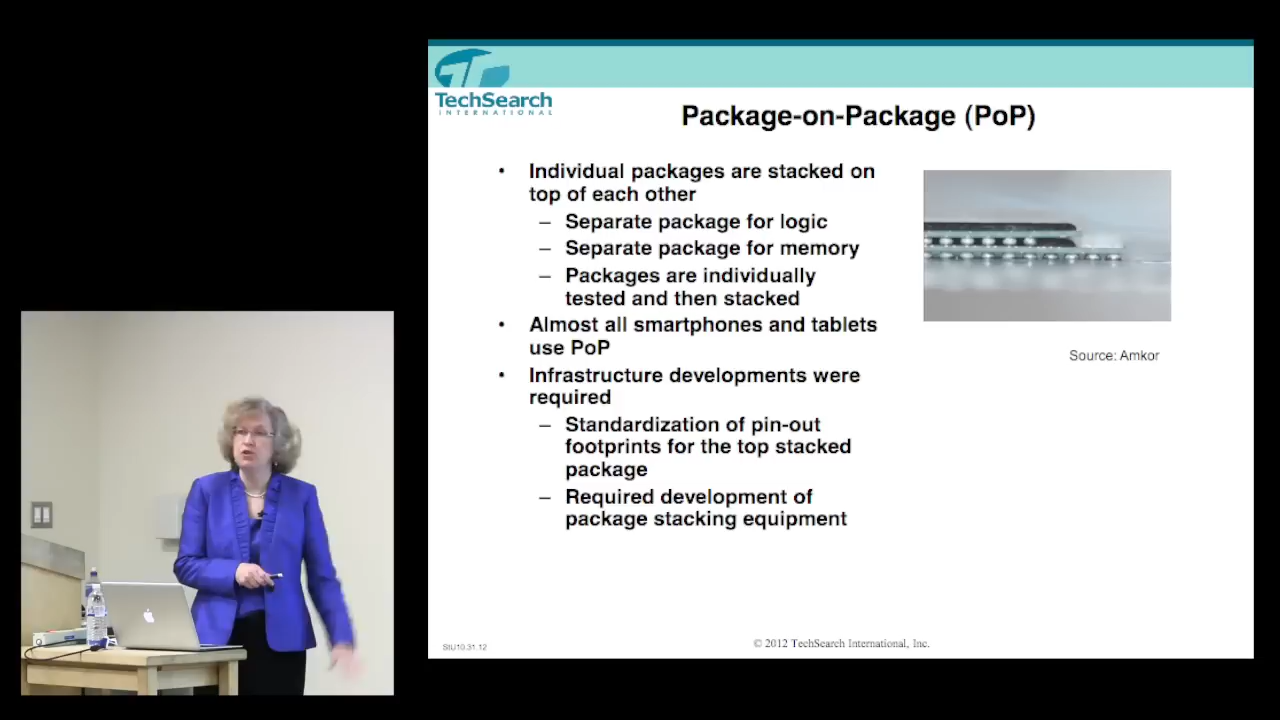 TechSearch
INTERNATIONAL
Package-on-Package (PoP)
• Individual packages are stacked on
top of each other
– Separate package for logic
– Separate package for memory
– Packages are individually
tested and then stacked
• Almost all smartphones and tablets
use PoP
• Infrastructure developments were
required
– Standardization of pin-out
footprints for the top stacked
package
– Required development of
package stacking equipment
Source: Amkor
StU10.31.12
© 2012 TechSearch International, Inc.